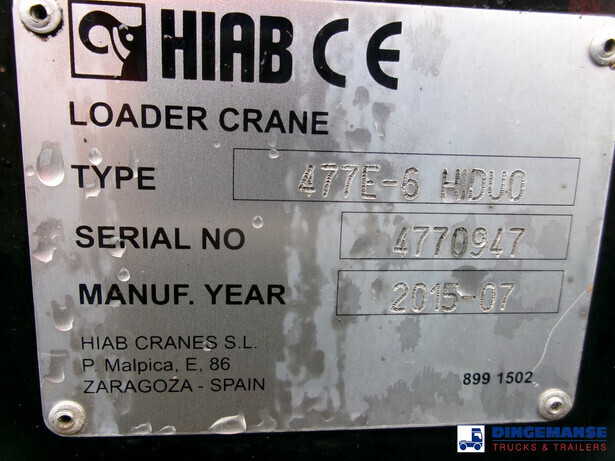 HIAB CE
LOADER CRANE
TYPE 477E-6 HIDUO
SERIAL NO 4770947
MANUF. YEAR 2015-07
HIAB CRANES S.L.
P. Malpica, E, 86
ZARAGOZA - SPAIN
899 1502
DINGEMANSE
TRUCKS & TRAILERS